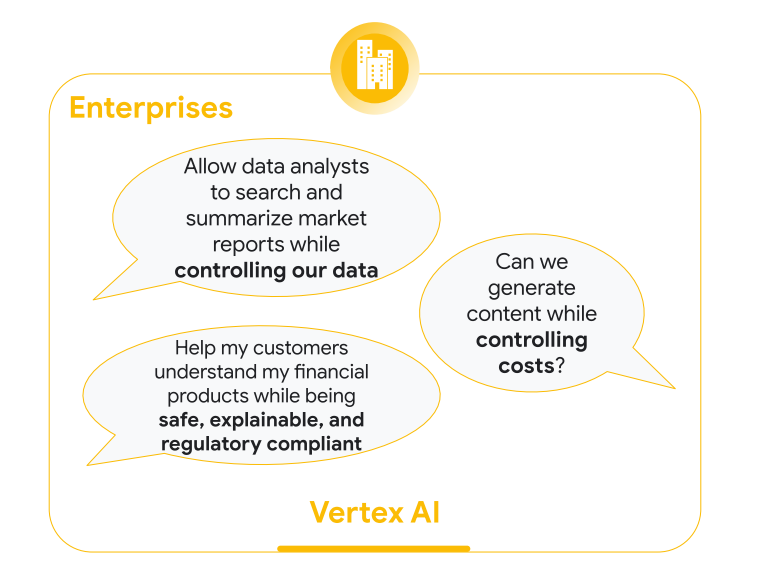 Enterprises
Allow data analysts
to search and
summarize market
reports while
controlling our data
Can we
generate
content while
controlling
costs?
Help my customers
understand my financial
products while being
safe, explainable, and
regulatory compliant
Vertex AI